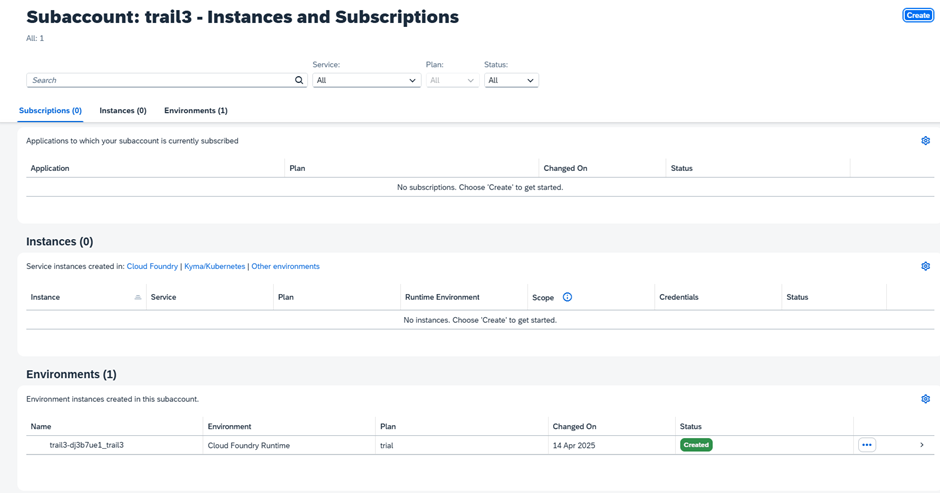 Subaccount: trail3 - Instances and Subscriptions
Create
All: 1
Service: Plan: Status:
Search All All All
Subscriptions (0) Instances (0) Environments (1)
Applications to which your subaccount is currently subscribed
Application Plan Changed On Status
No subscriptions. Choose 'Create' to get started.
Instances (0)
Service instances created in: Cloud Foundry | Kyma/Kubernetes | Other environments
Instance Service Plan Runtime Environment Scope Credentials Status
No instances. Choose 'Create' to get started.
Environments (1)
Environment instances created in this subaccount.
Name Environment Plan Changed On Status
trail3-dj3b7ue1_trail3 Cloud Foundry Runtime trial 14 Apr 2025 Created